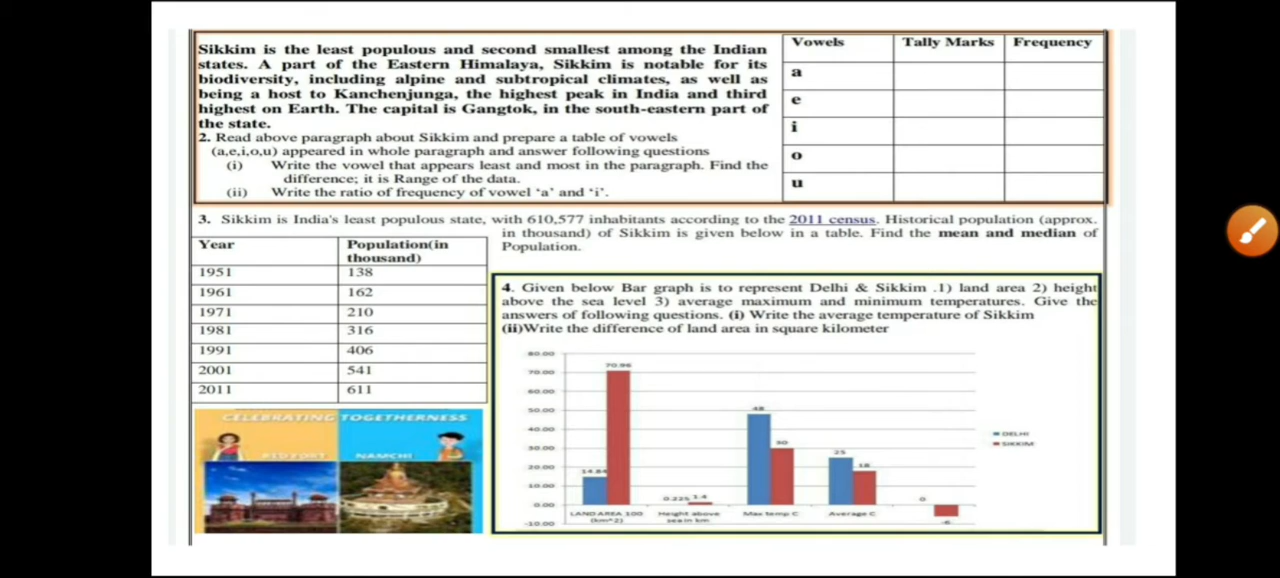 Sikkim is the least populous and second smallest among the Indian
states. A part of the Eastern Himalaya, Sikkim is notable for its
biodiversity, including alpine and subtropical climates, as well as
being a host to Kanchenjunga, the highest peak in India and third
highest on Earth. The capital is Gangtok, in the south-eastern part of
the state.
2. Read above paragraph about Sikkim and prepare a table of vowels
(a,e,i,o,u) appeared in whole paragraph and answer following questions
(i) Write the vowel that appears least and most in the paragraph. Find the
difference; it is Range of the data.
(ii) Write the ratio of frequency of vowel ‘a’ and ‘i’.
Vowels Tally Marks Frequency
a
e
i
o
u
3. Sikkim is India's least populous state, with 610,577 inhabitants according to the 2011 census. Historical population (approx.
in thousand) of Sikkim is given below in a table. Find the mean and median of
Population.
Year Population(in
thousand)
1951 138
1961 162
1971 210
1981 316
1991 406
2001 541
2011 611
CELEBRATING TOGETHERNESS
RED FORT NAMCHI
4. Given below Bar graph is to represent Delhi & Sikkim .1) land area 2) height
above the sea level 3) average maximum and minimum temperatures. Give the
answers of following questions. (i) Write the average temperature of Sikkim
(ii)Write the difference of land area in square kilometer
80.00
70.00
60.00
50.00
40.00
30.00
20.00
10.00
0.00
-10.00
70.96
14.84
0.225 1.4
48
30
25
18
0
-6
LAND AREA 100
(km^2)
Height above
sea in km
Max temp C
Average C
DELHI
SIKKIM